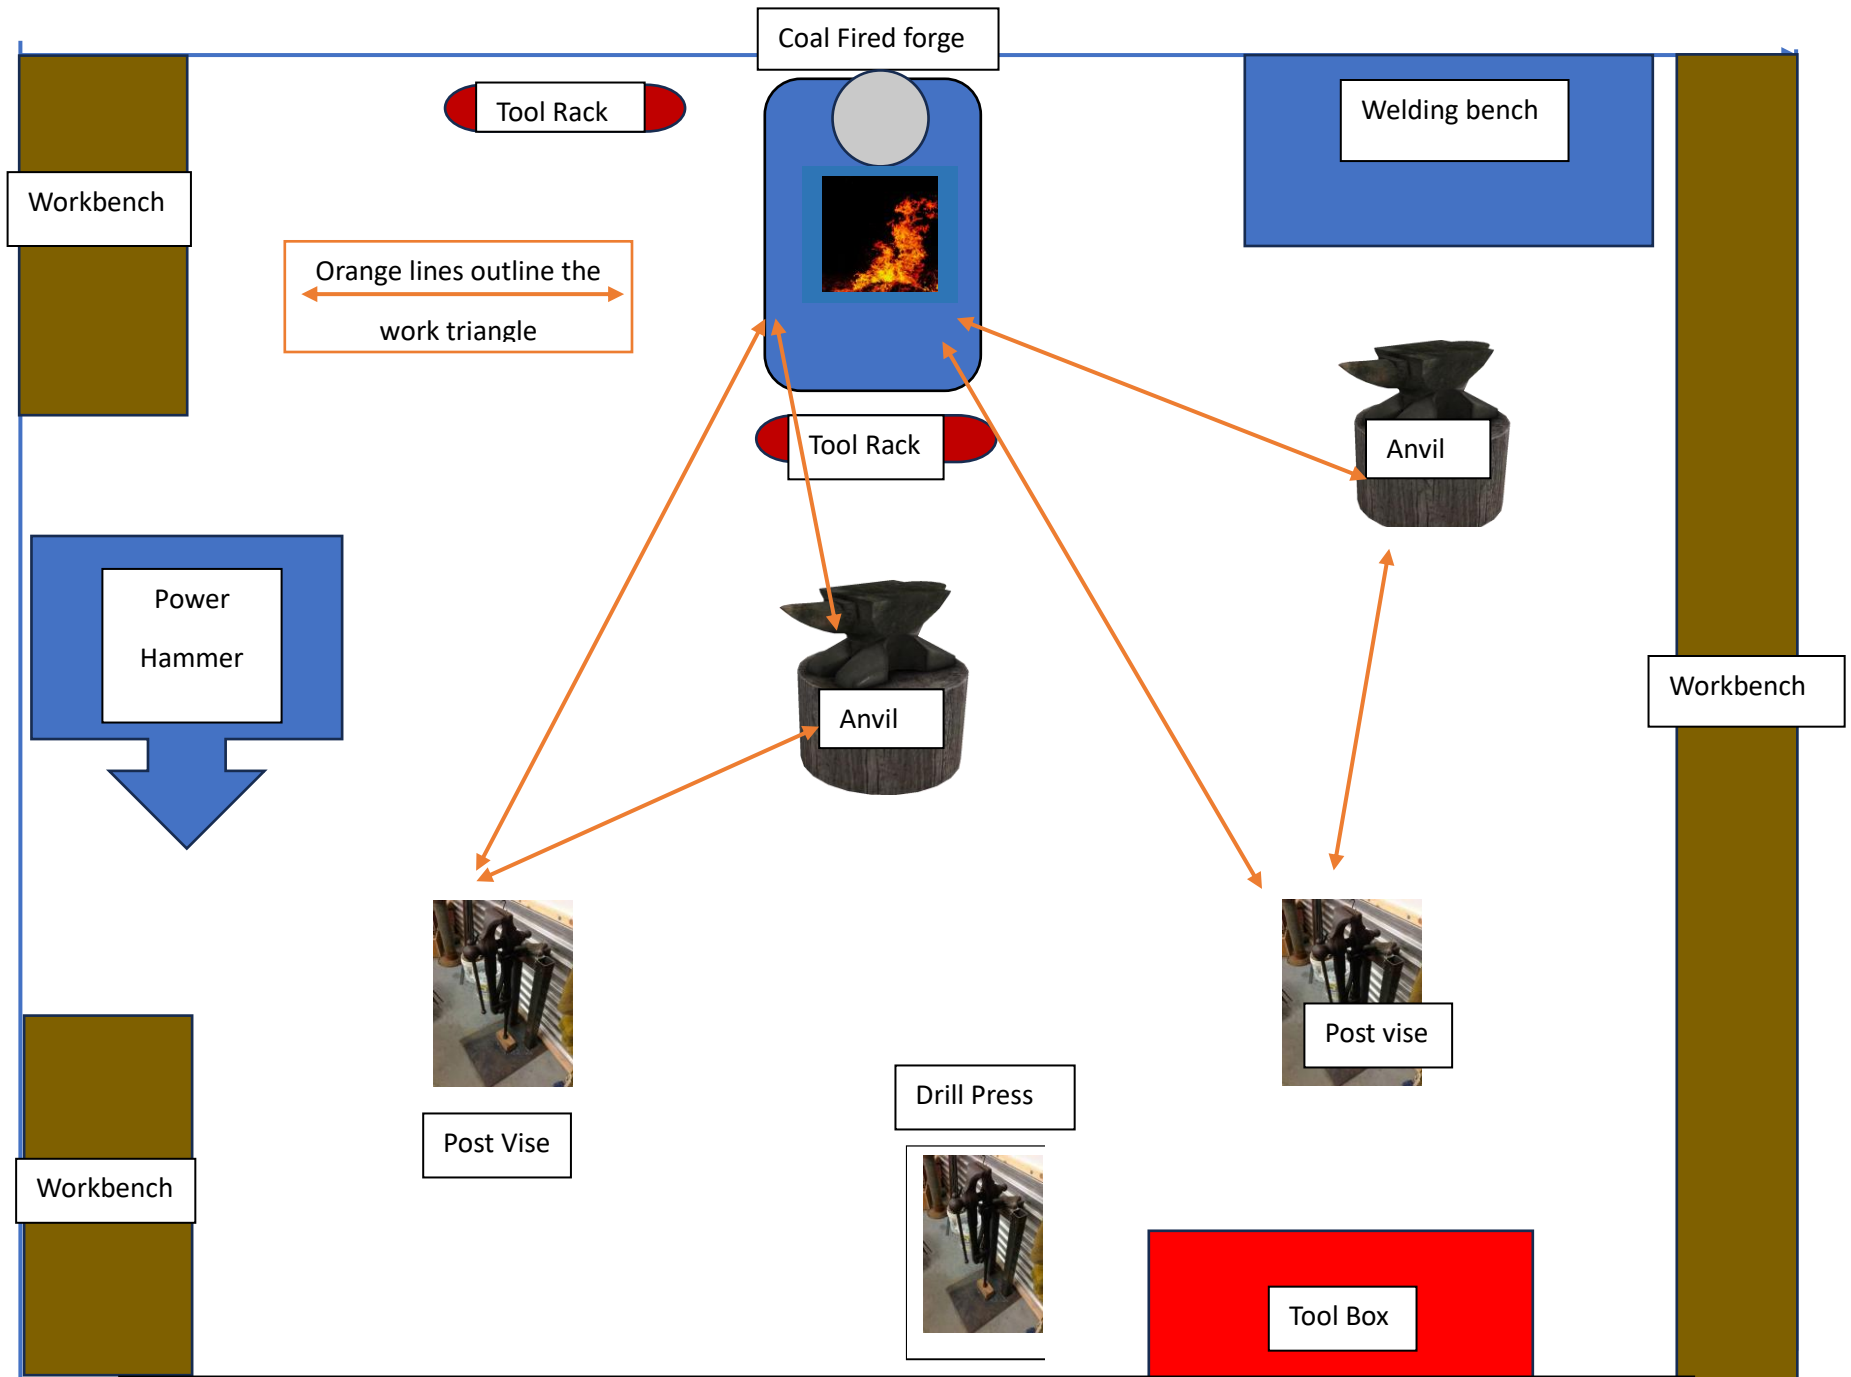 Coal Fired forge
Tool Rack
Welding bench
Workbench
Orange lines outline the
work triangle
Tool Rack
Anvil
Power
Hammer
Workbench
Anvil
Post vise
Drill Press
Post Vise
Workbench
Tool Box